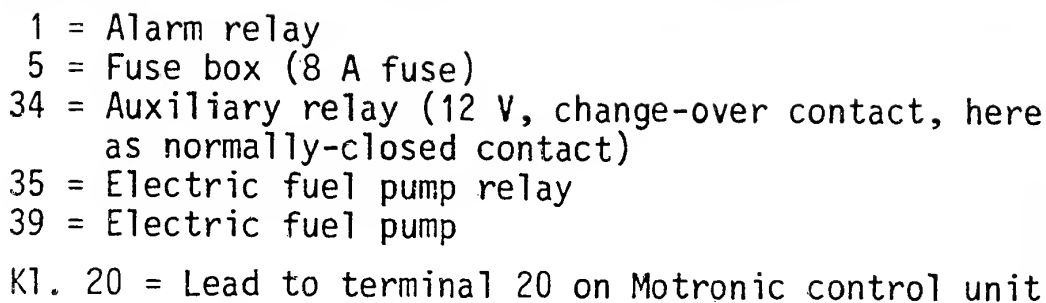 1 = Alarm relay
5 = Fuse box (8 A fuse)
34 = Auxiliary relay (12 V, change-over contact, here
as normally-closed contact)
35 = Electric fuel pump relay
39 = Electric fuel pump
Kl. 20 = Lead to terminal 20 on Motronic control unit